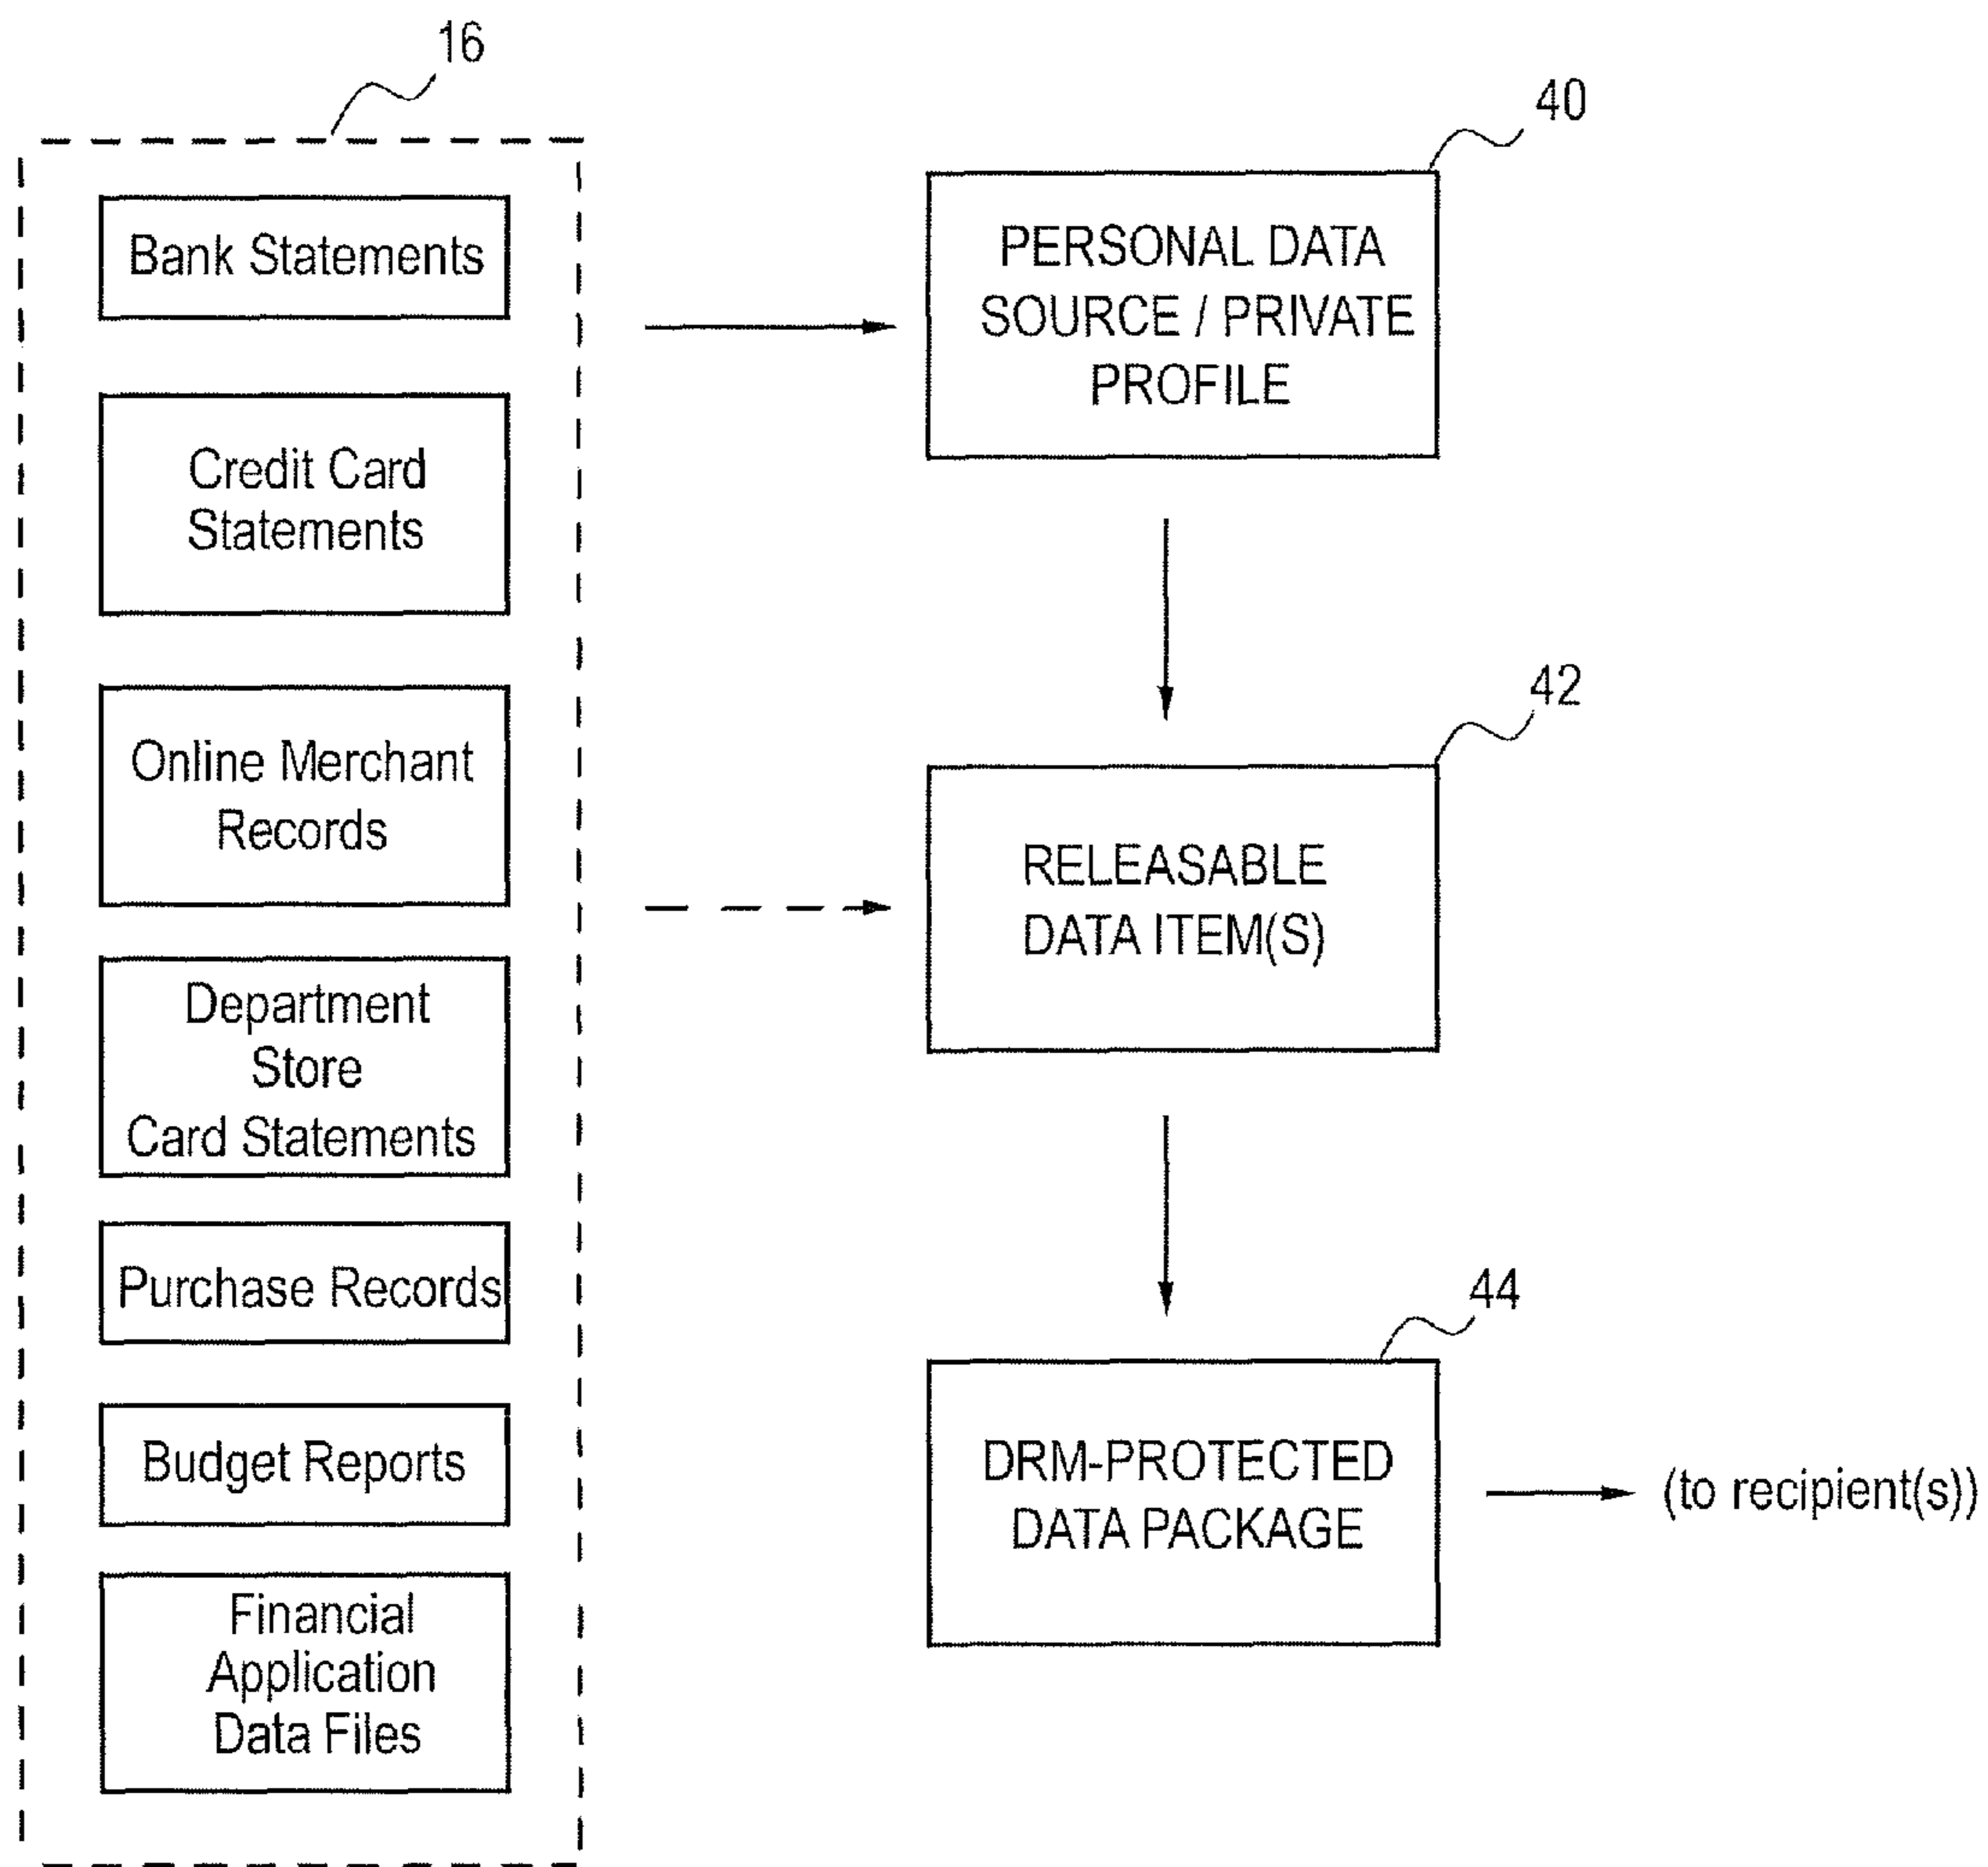 16
Bank Statements
Credit Card
Statements
Online Merchant
Records
Department
Store
Card Statements
Purchase Records
Budget Reports
Financial
Application
Data Files
40
PERSONAL DATA
SOURCE / PRIVATE
PROFILE
42
RELEASABLE
DATA ITEM(S)
44
DRM-PROTECTED
DATA PACKAGE
(to recipient(s))